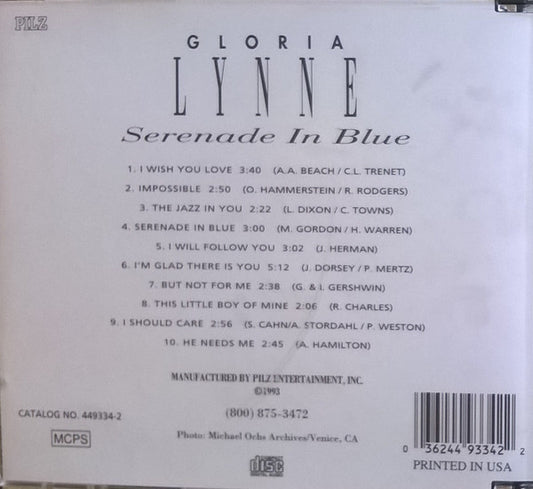 PILZ
GLORIA
LYNNE
Serenade In Blue
1. I WISH YOU LOVE 3:40 (A.A. BEACH / C.L. TRENET)
2. IMPOSSIBLE 2:50 (O. HAMMERSTEIN / R. RODGERS)
3. THE JAZZ IN YOU 2:22 (L. DIXON / C. TOWNS)
4. SERENADE IN BLUE 3:00 (M. GORDON / H. WARREN)
5. I WILL FOLLOW YOU 3:02 (J. HERMAN)
6. I'M GLAD THERE IS YOU 5:12 (J. DORSEY / P. MERTZ)
7. BUT NOT FOR ME 2:38 (G. & I. GERSHWIN)
8. THIS LITTLE BOY OF MINE 2:06 (R. CHARLES)
9. I SHOULD CARE 2:56 (S. CAHN/A. STORDAHL / P. WESTON)
10. HE NEEDS ME 2:45 (A. HAMILTON)
MANUFACTURED BY PILZ ENTERTAINMENT, INC.
©1993
CATALOG NO. 449334-2
(800) 875-3472
MCPS
Photo: Michael Ochs Archives/Venice, CA
COMPACT
disc
DIGITAL AUDIO
0 36244 93342 2
PRINTED IN USA